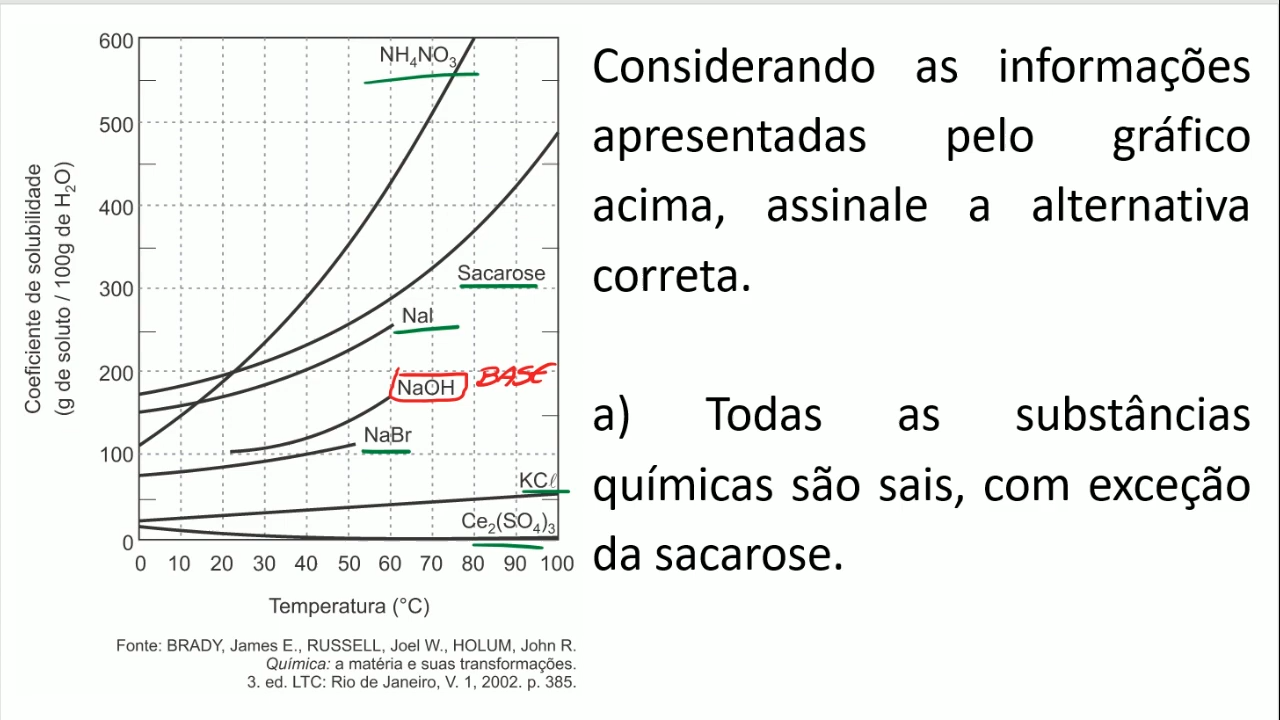 600
500
400
300
200
100
0
Coeficiente de solubilidade
(g de soluto / 100g de H₂O)
NH₄NO₃
Sacarose
NaI
NaOH
BASE
NaBr
KCℓ
Ce₂(SO₄)₃
0 10 20 30 40 50 60 70 80 90 100
Temperatura (°C)
Fonte: BRADY, James E., RUSSELL, Joel W., HOLUM, John R.
Química: a matéria e suas transformações.
3. ed. LTC: Rio de Janeiro, V. 1, 2002. p. 385.
Considerando as informações
apresentadas pelo gráfico
acima, assinale a alternativa
correta.
a) Todas as substâncias
químicas são sais, com exceção
da sacarose.